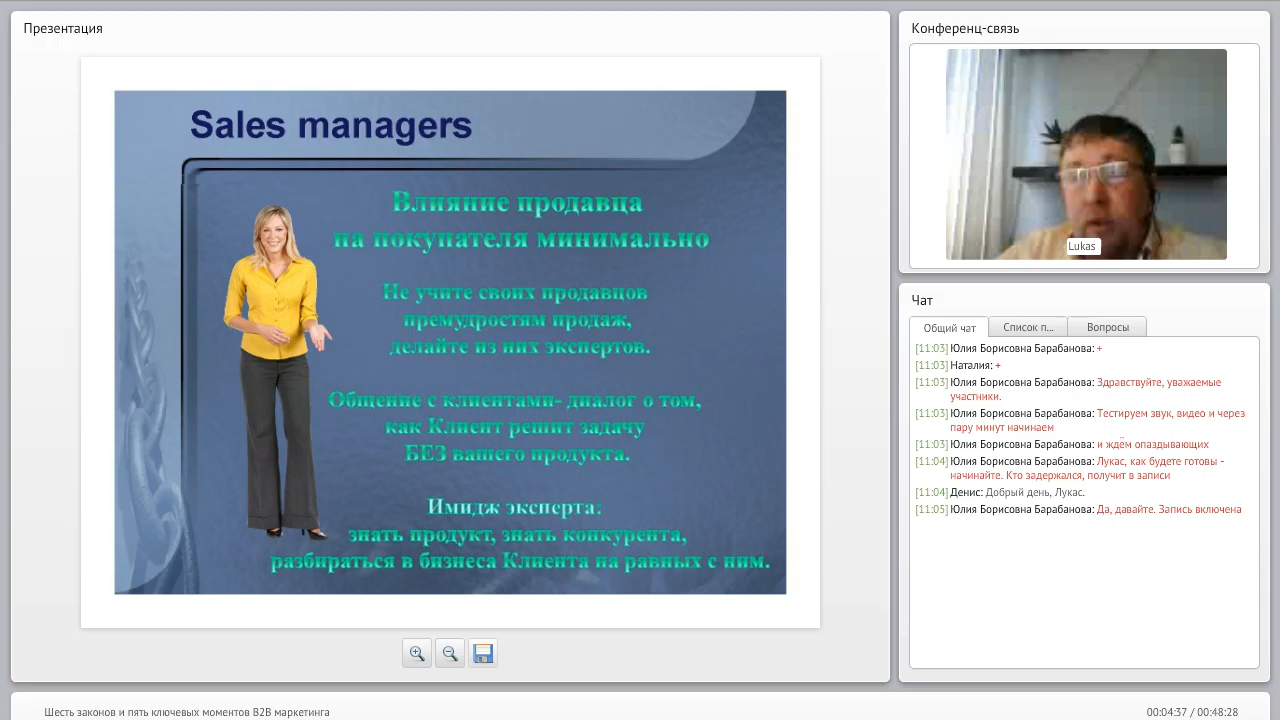 Презентация
Sales managers
Влияние продавца
на покупателя минимально
Не учите своих продавцов
премудростям продаж,
делайте из них экспертов.
Общение с клиентами- диалог о том,
как Клиент решит задачу
БЕЗ вашего продукта.
Имидж эксперта:
знать продукт, знать конкурента,
разбираться в бизнеса Клиента на равных с ним.
Конференц-связь
Lukas
Чат
Общий чат
Список п...
Вопросы
[11:03] Юлия Борисовна Барабанова: +
[11:03] Наталия: +
[11:03] Юлия Борисовна Барабанова: Здравствуйте, уважаемые
участники.
[11:03] Юлия Борисовна Барабанова: Тестируем звук, видео и через
пару минут начинаем
[11:03] Юлия Борисовна Барабанова: и ждём опаздывающих
[11:04] Юлия Борисовна Барабанова: Лукас, как будете готовы -
начинайте. Кто задержался, получит в записи
[11:04] Денис: Добрый день, Лукас.
[11:05] Юлия Борисовна Барабанова: Да, давайте. Запись включена
Шесть законов и пять ключевых моментов B2B маркетинга
00:04:37 / 00:48:28